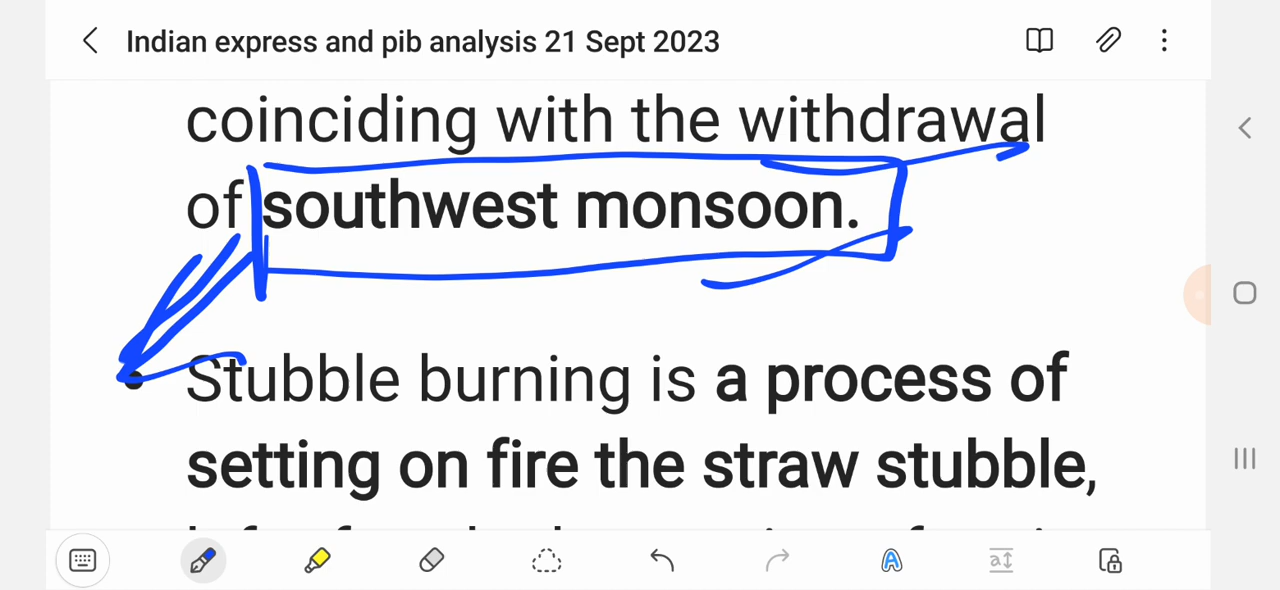 Indian express and pib analysis 21 Sept 2023
coinciding with the withdrawal
of southwest monsoon.
• Stubble burning is a process of
setting on fire the straw stubble,